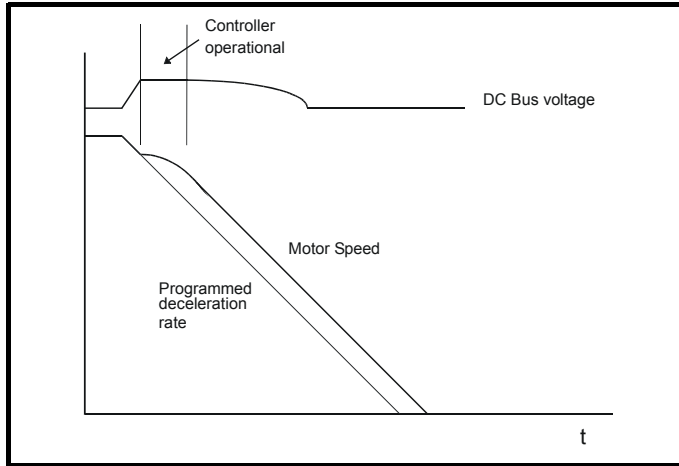 Controller
operational
DC Bus voltage
Motor Speed
Programmed
deceleration
rate
t